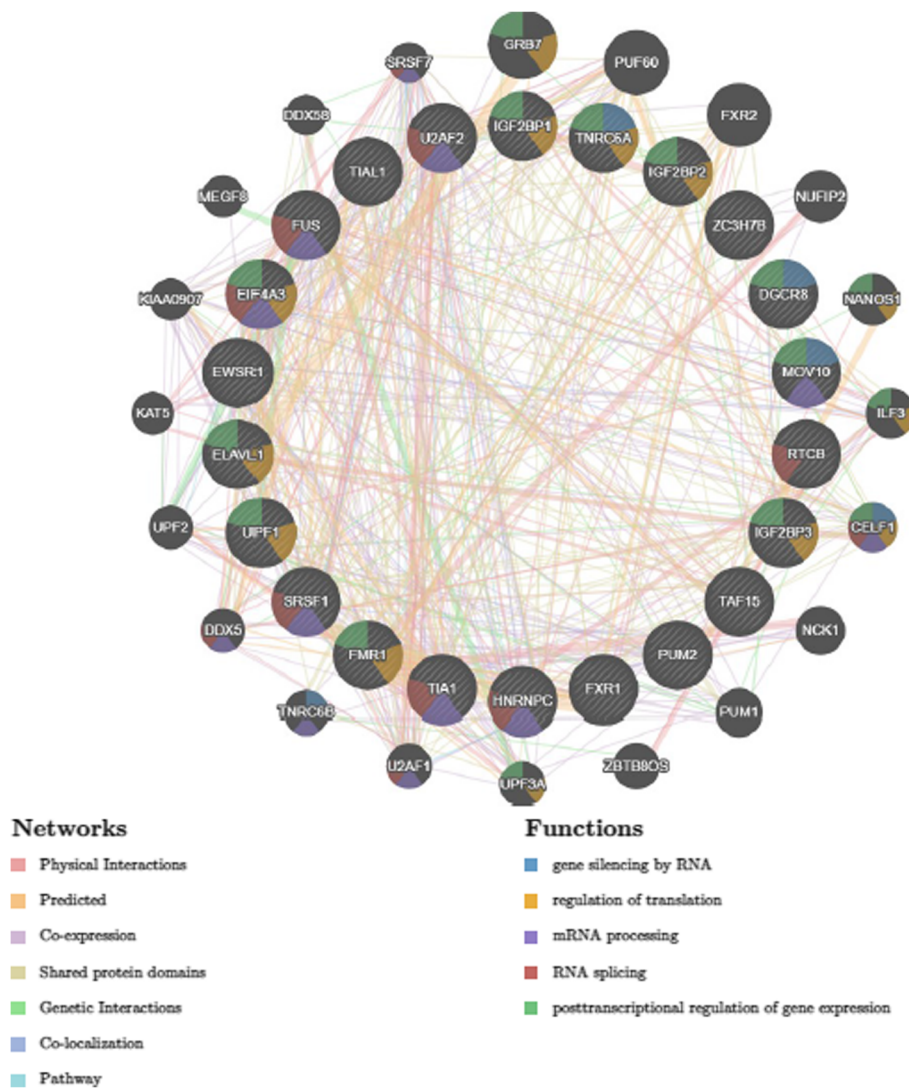 GRB7
SRSF7
PUF60
DDX58
U2AF2
IGF2BP1
TNRC6A
FXR2
TIAL1
IGF2BP2
MEGF8
NUFIP2
FUS
ZC3H7B
KIAA0907
EIF4A3
DGCR8
NANOS1
EWSR1
MOV10
KAT5
ILF3
ELAVL1
RTCB
UPF2
UPF1
IGF2BP3
CELF1
SRSF1
TAF15
DDX5
NCK1
FMR1
PUM2
TIA1
HNRNPC
FXR1
TNRC6B
PUM1
U2AF1
ZBTB8OS
UPF3A
Networks
Physical Interactions
Predicted
Co-expression
Shared protein domains
Genetic Interactions
Co-localization
Pathway
Functions
gene silencing by RNA
regulation of translation
mRNA processing
RNA splicing
posttranscriptional regulation of gene expression